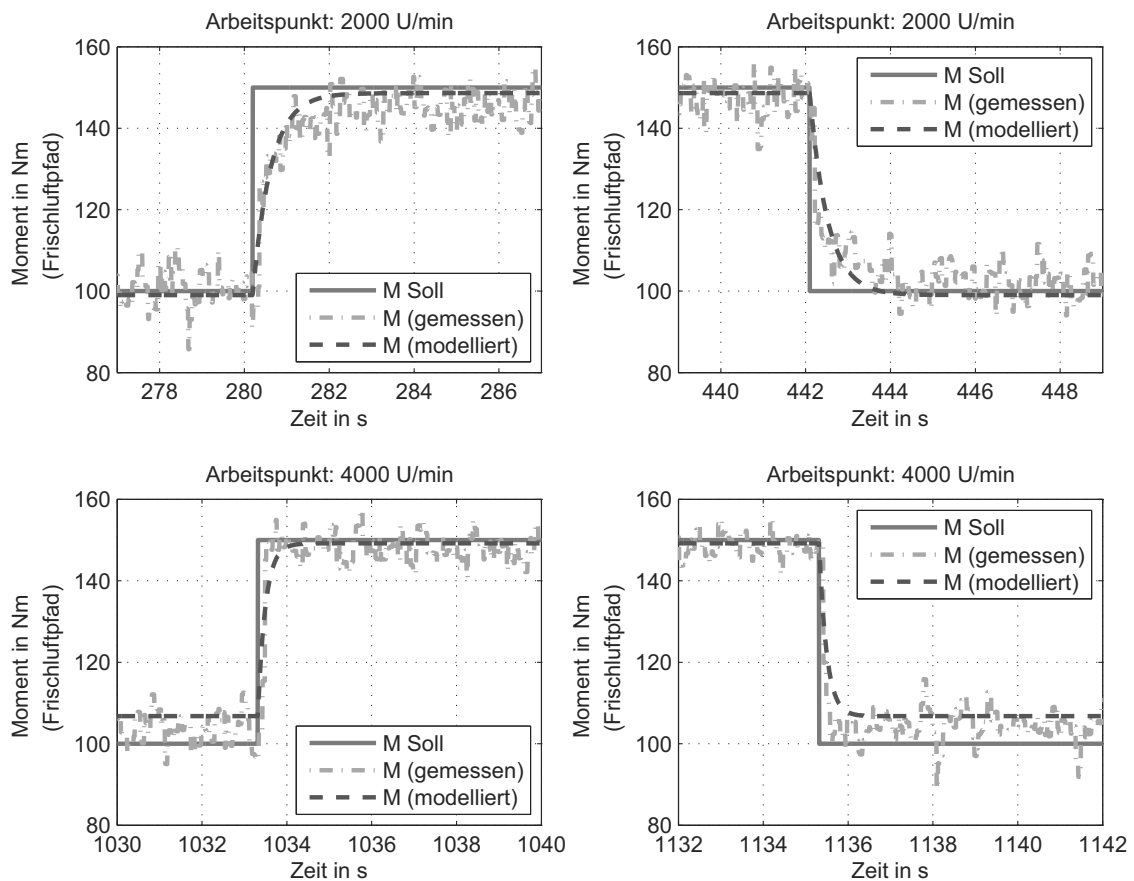 Arbeitspunkt: 2000 U/min
160
140
120
100
80
Moment in Nm
(Frischluftpfad)
M Soll
M (gemessen)
M (modelliert)
278 280 282 284 286
Zeit in s
Arbeitspunkt: 2000 U/min
160
140
120
100
80
Moment in Nm
(Frischluftpfad)
M Soll
M (gemessen)
M (modelliert)
440 442 444 446 448
Zeit in s
Arbeitspunkt: 4000 U/min
160
140
120
100
80
Moment in Nm
(Frischluftpfad)
M Soll
M (gemessen)
M (modelliert)
1030 1032 1034 1036 1038 1040
Zeit in s
Arbeitspunkt: 4000 U/min
160
140
120
100
80
Moment in Nm
(Frischluftpfad)
M Soll
M (gemessen)
M (modelliert)
1132 1134 1136 1138 1140 1142
Zeit in s